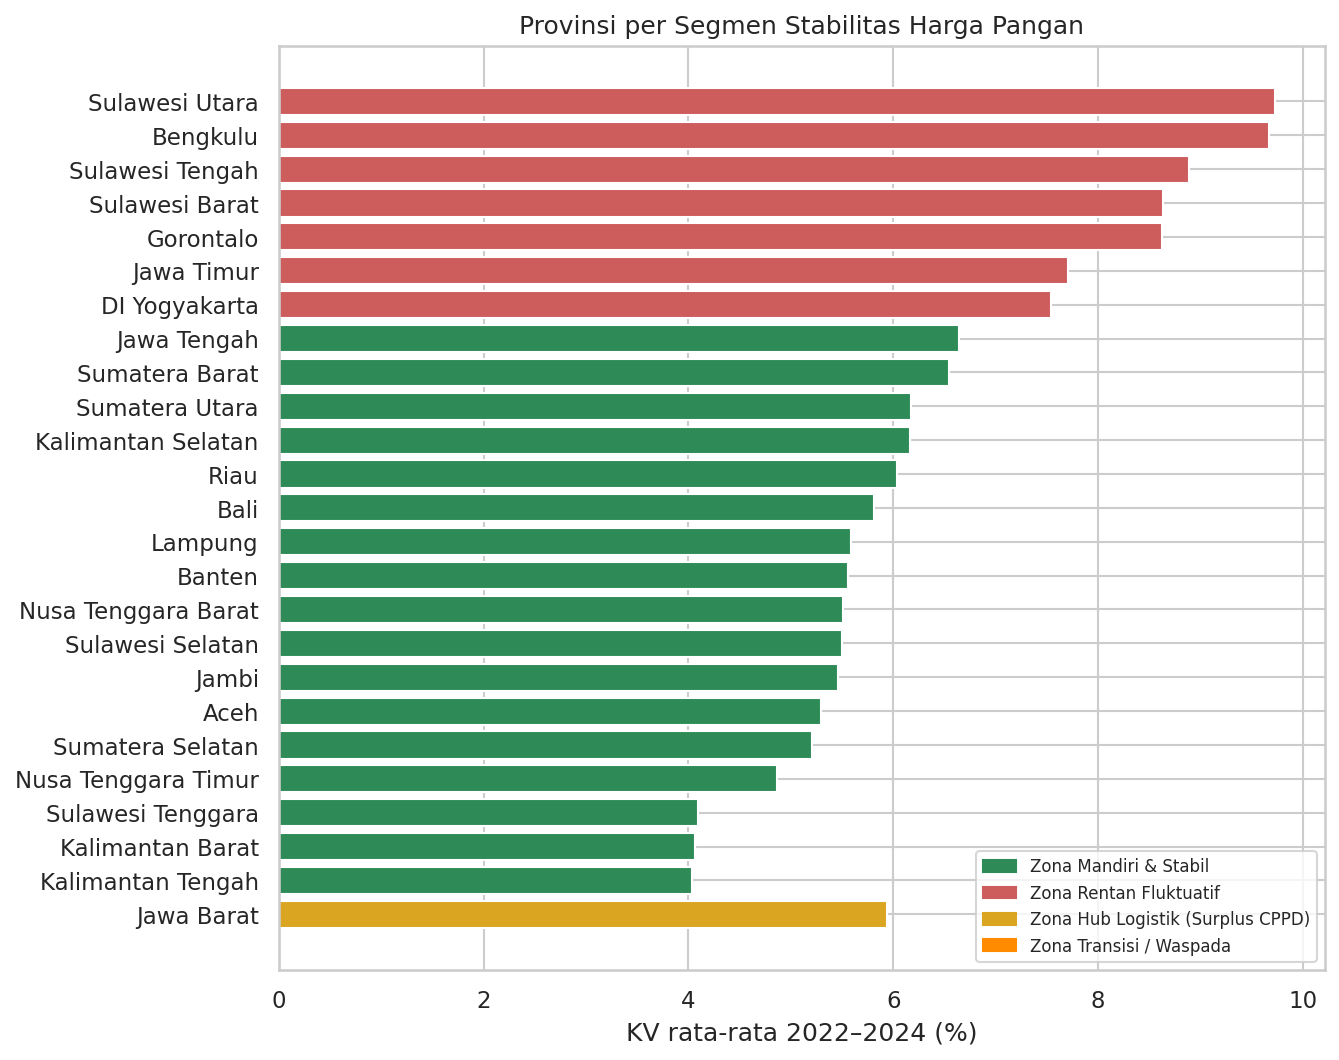 Provinsi per Segmen Stabilitas Harga Pangan
Sulawesi Utara
Bengkulu
Sulawesi Tengah
Sulawesi Barat
Gorontalo
Jawa Timur
DI Yogyakarta
Jawa Tengah
Sumatera Barat
Sumatera Utara
Kalimantan Selatan
Riau
Bali
Lampung
Banten
Nusa Tenggara Barat
Sulawesi Selatan
Jambi
Aceh
Sumatera Selatan
Nusa Tenggara Timur
Sulawesi Tenggara
Kalimantan Barat
Kalimantan Tengah
Jawa Barat
Zona Mandiri & Stabil
Zona Rentan Fluktuatif
Zona Hub Logistik (Surplus CPPD)
Zona Transisi / Waspada
0 2 4 6 8 10
KV rata-rata 2022–2024 (%)